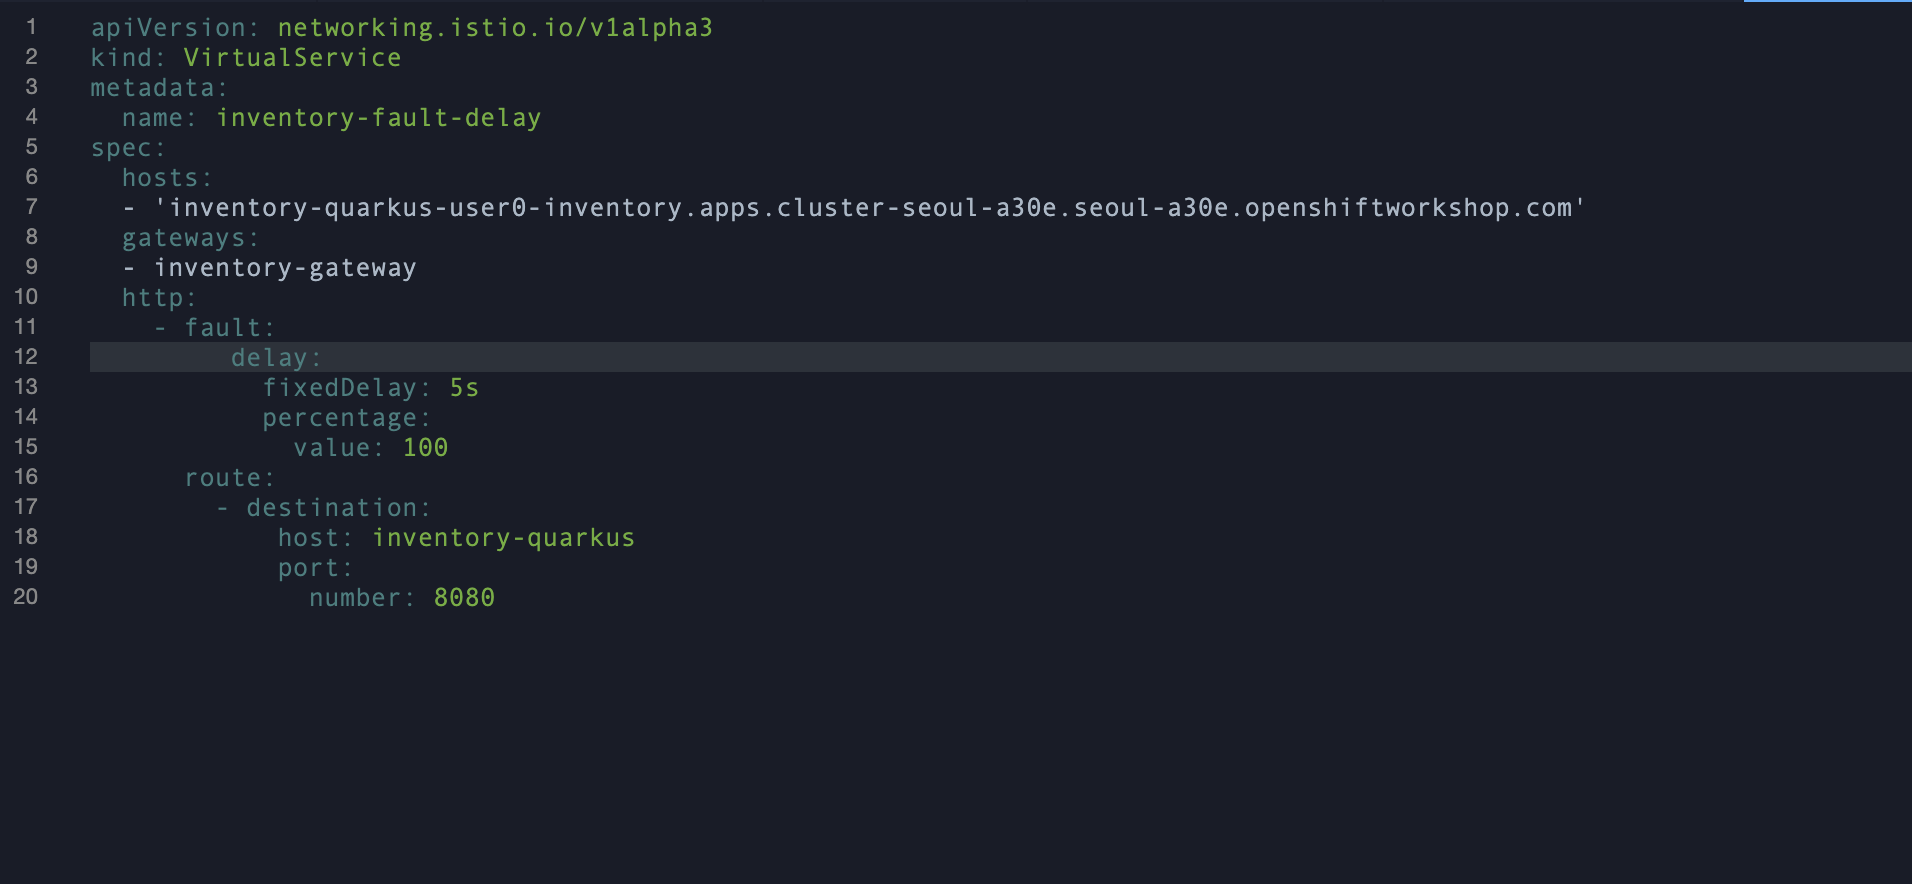 1 apiVersion: networking.istio.io/v1alpha3
2 kind: VirtualService
3 metadata:
4   name: inventory-fault-delay
5 spec:
6   hosts:
7   - 'inventory-quarkus-user0-inventory.apps.cluster-seoul-a30e.seoul-a30e.openshiftworkshop.com'
8   gateways:
9   - inventory-gateway
10   http:
11     - fault:
12          delay:
13            fixedDelay: 5s
14            percentage:
15              value: 100
16       route:
17         - destination:
18             host: inventory-quarkus
19             port:
20               number: 8080